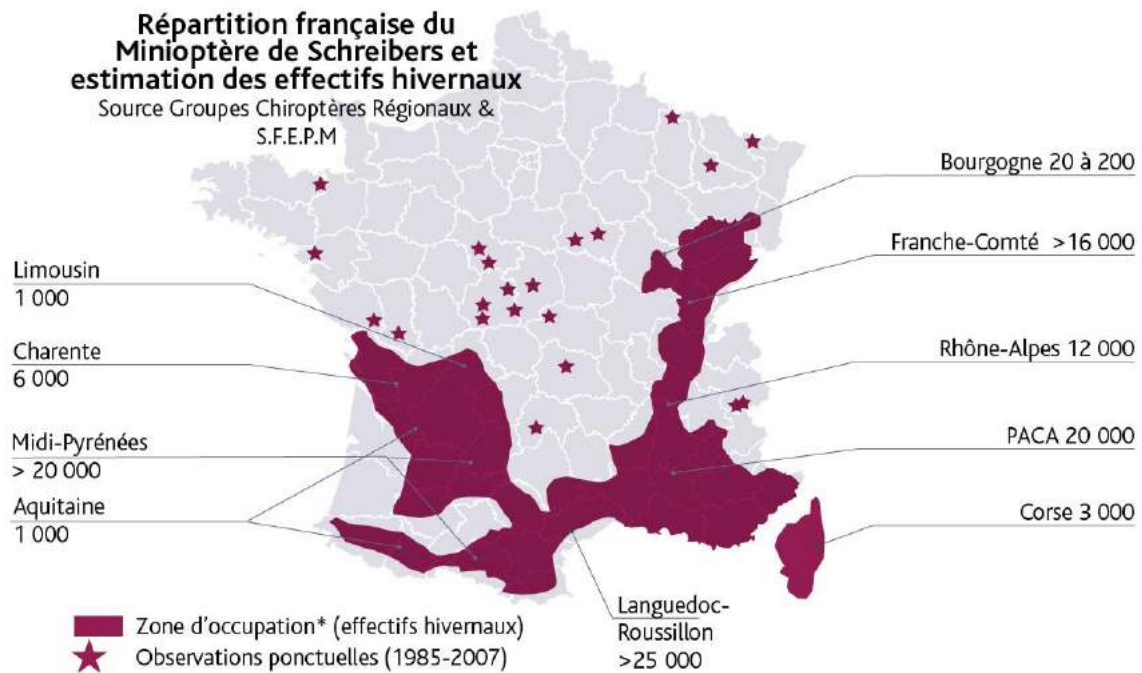 Répartition française du
Minioptère de Schreibers et
estimation des effectifs hivernaux
Source Groupes Chiroptères Régionaux &
S.F.E.P.M
Bourgogne 20 à 200
Franche-Comté >16 000
Rhône-Alpes 12 000
PACA 20 000
Corse 3 000
Limousin
1 000
Charente
6 000
Midi-Pyrénées
> 20 000
Aquitaine
1 000
Languedoc-
Roussillon
>25 000
Zone d'occupation* (effectifs hivernaux)
Observations ponctuelles (1985-2007)